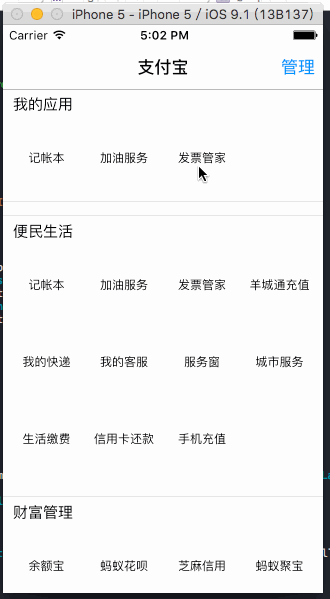 iPhone 5 - iPhone 5 / iOS 9.1 (13B137)
Carrier 5:02 PM
支付宝 管理
我的应用
记帐本 加油服务 发票管家
便民生活
记帐本 加油服务 发票管家 羊城通充值
我的快递 我的客服 服务窗 城市服务
生活缴费 信用卡还款 手机充值
财富管理
余额宝 蚂蚁花呗 芝麻信用 蚂蚁聚宝